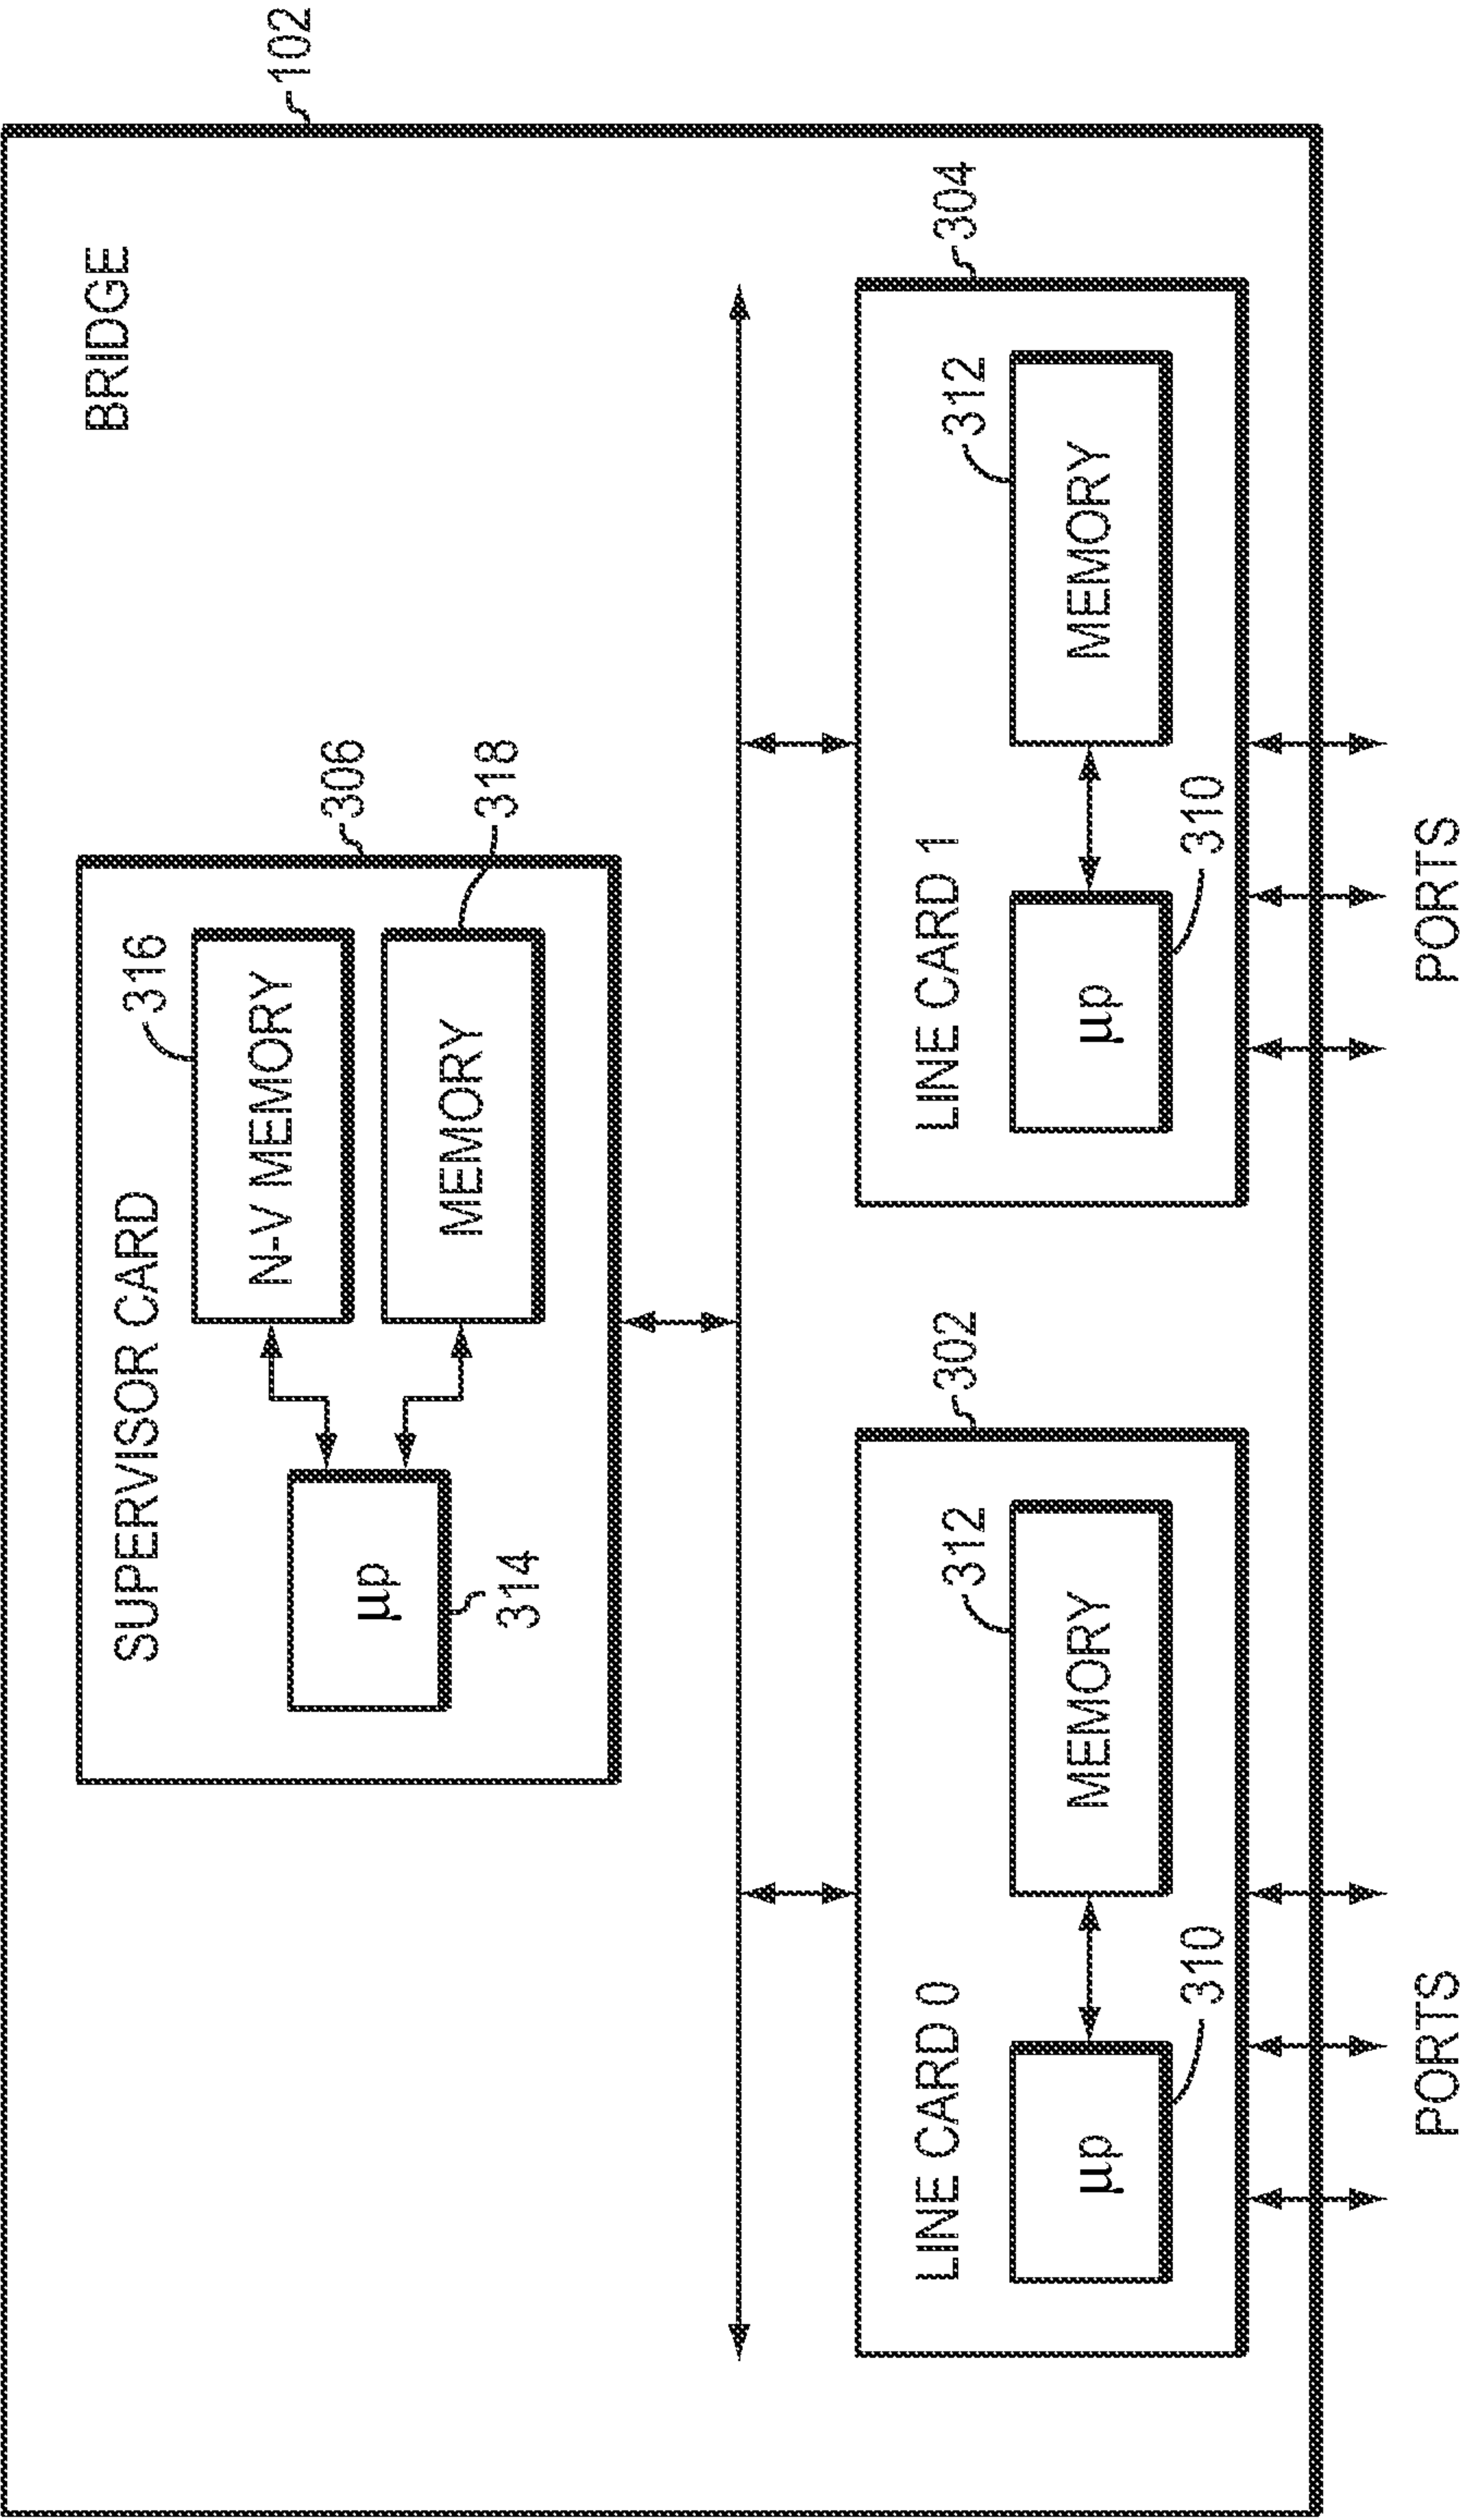 BRIDGE
102
SUPERVISOR CARD
306
316
N-V MEMORY
318
MEMORY
µp
314
LINE CARD 0
302
312
MEMORY
µp
310
LINE CARD 1
304
312
MEMORY
µp
310
PORTS
PORTS